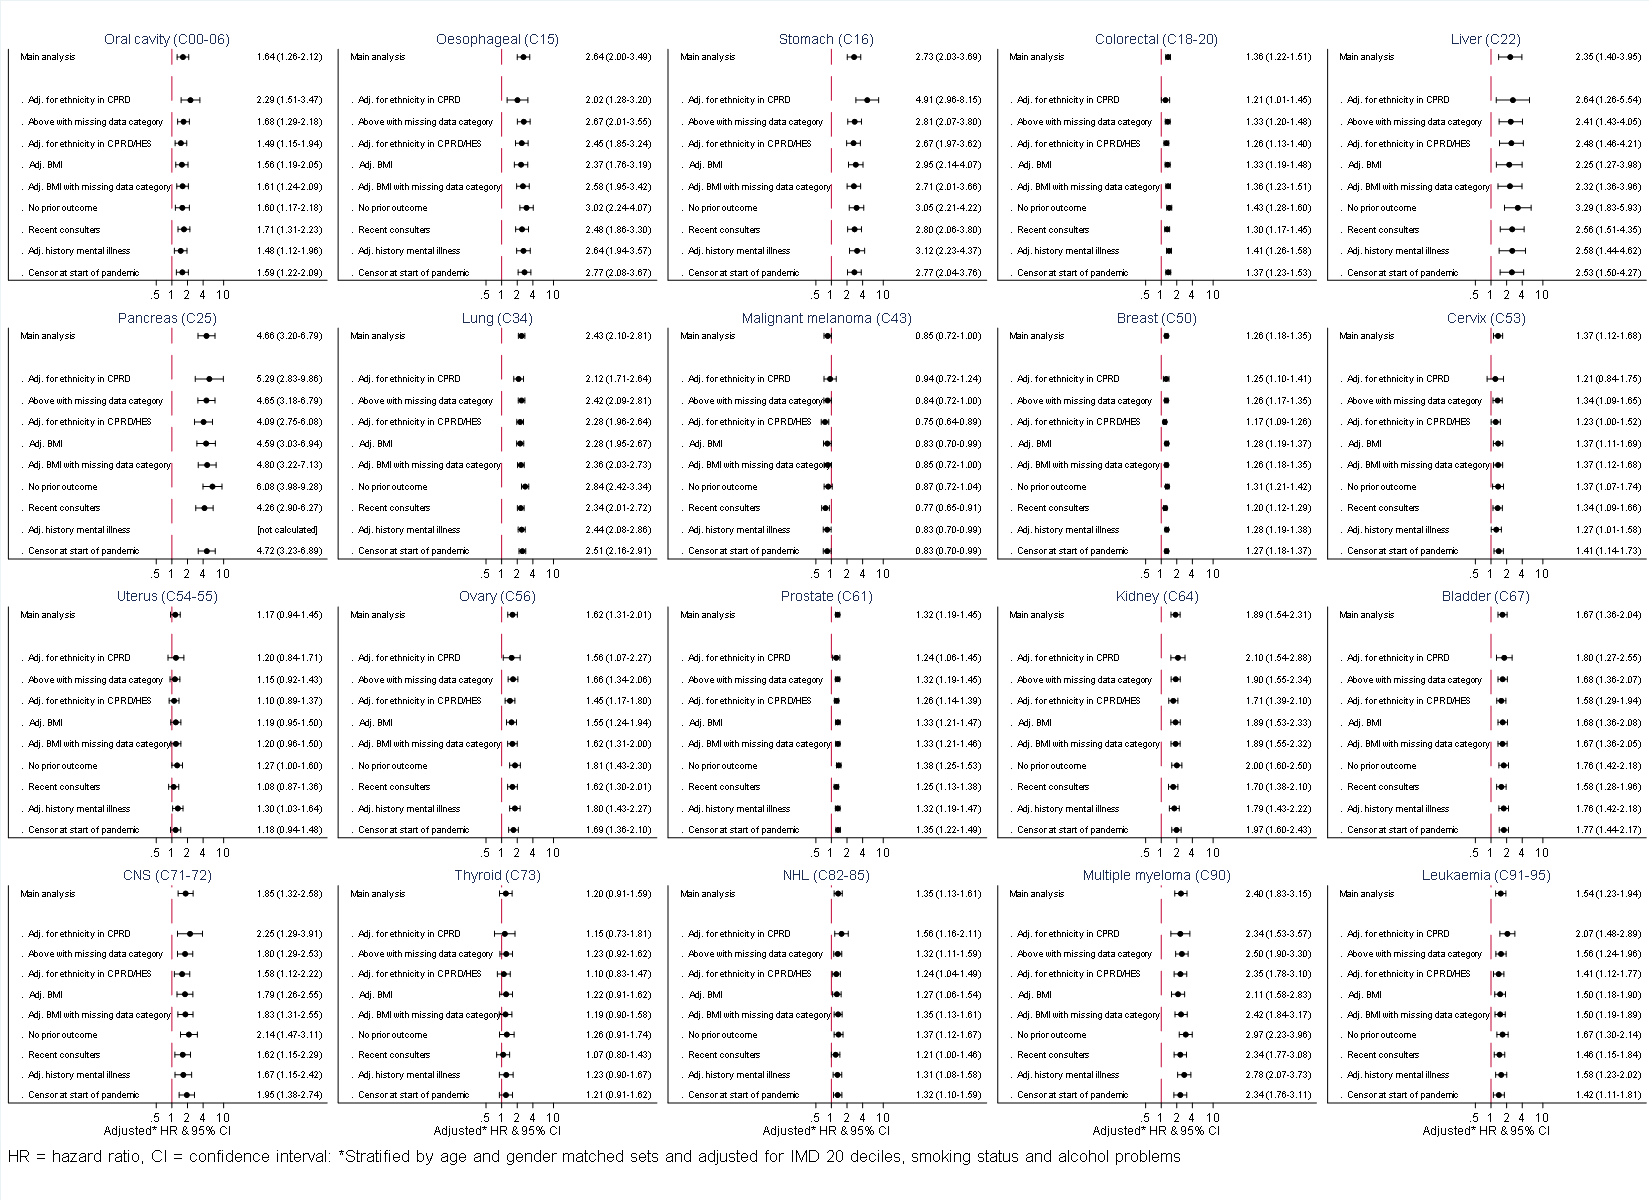 Oral cavity (C00-06)
Main analysis 1.64 (1.26-2.12)
. Adj. for ethnicity in CPRD 2.29 (1.51-3.47)
. Above with missing data category 1.68 (1.29-2.18)
. Adj. for ethnicity in CPRD/HES 1.49 (1.15-1.94)
. Adj. BMI 1.56 (1.19-2.05)
. Adj. BMI with missing data category 1.61 (1.24-2.09)
. No prior outcome 1.60 (1.17-2.18)
. Recent consulters 1.71 (1.31-2.23)
. Adj. history mental illness 1.48 (1.12-1.96)
. Censor at start of pandemic 1.59 (1.22-2.09)
.5 1 2 4 10
Oesophageal (C15)
Main analysis 2.64 (2.00-3.49)
. Adj. for ethnicity in CPRD 2.02 (1.28-3.20)
. Above with missing data category 2.67 (2.01-3.55)
. Adj. for ethnicity in CPRD/HES 2.45 (1.85-3.24)
. Adj. BMI 2.37 (1.76-3.19)
. Adj. BMI with missing data category 2.58 (1.95-3.42)
. No prior outcome 3.02 (2.24-4.07)
. Recent consulters 2.48 (1.86-3.30)
. Adj. history mental illness 2.64 (1.94-3.57)
. Censor at start of pandemic 2.77 (2.08-3.67)
.5 1 2 4 10
Stomach (C16)
Main analysis 2.73 (2.03-3.69)
. Adj. for ethnicity in CPRD 4.91 (2.96-8.15)
. Above with missing data category 2.81 (2.07-3.80)
. Adj. for ethnicity in CPRD/HES 2.67 (1.97-3.62)
. Adj. BMI 2.95 (2.14-4.07)
. Adj. BMI with missing data category 2.71 (2.01-3.66)
. No prior outcome 3.05 (2.21-4.22)
. Recent consulters 2.80 (2.06-3.80)
. Adj. history mental illness 3.12 (2.23-4.37)
. Censor at start of pandemic 2.77 (2.04-3.76)
.5 1 2 4 10
Colorectal (C18-20)
Main analysis 1.36 (1.22-1.51)
. Adj. for ethnicity in CPRD 1.21 (1.01-1.45)
. Above with missing data category 1.33 (1.20-1.48)
. Adj. for ethnicity in CPRD/HES 1.26 (1.13-1.40)
. Adj. BMI 1.33 (1.19-1.48)
. Adj. BMI with missing data category 1.36 (1.23-1.51)
. No prior outcome 1.43 (1.28-1.60)
. Recent consulters 1.30 (1.17-1.45)
. Adj. history mental illness 1.41 (1.26-1.58)
. Censor at start of pandemic 1.37 (1.23-1.53)
.5 1 2 4 10
Liver (C22)
Main analysis 2.35 (1.40-3.95)
. Adj. for ethnicity in CPRD 2.64 (1.26-5.54)
. Above with missing data category 2.41 (1.43-4.05)
. Adj. for ethnicity in CPRD/HES 2.48 (1.46-4.21)
. Adj. BMI 2.25 (1.27-3.98)
. Adj. BMI with missing data category 2.32 (1.36-3.96)
. No prior outcome 3.29 (1.83-5.93)
. Recent consulters 2.56 (1.51-4.35)
. Adj. history mental illness 2.58 (1.44-4.62)
. Censor at start of pandemic 2.53 (1.50-4.27)
.5 1 2 4 10
Pancreas (C25)
Main analysis 4.66 (3.20-6.79)
. Adj. for ethnicity in CPRD 5.29 (2.83-9.86)
. Above with missing data category 4.65 (3.18-6.79)
. Adj. for ethnicity in CPRD/HES 4.09 (2.75-6.08)
. Adj. BMI 4.59 (3.03-6.94)
. Adj. BMI with missing data category 4.80 (3.22-7.13)
. No prior outcome 6.08 (3.98-9.28)
. Recent consulters 4.26 (2.90-6.27)
. Adj. history mental illness [not calculated]
. Censor at start of pandemic 4.72 (3.23-6.89)
.5 1 2 4 10
Lung (C34)
Main analysis 2.43 (2.10-2.81)
. Adj. for ethnicity in CPRD 2.12 (1.71-2.64)
. Above with missing data category 2.42 (2.09-2.81)
. Adj. for ethnicity in CPRD/HES 2.28 (1.96-2.64)
. Adj. BMI 2.28 (1.95-2.67)
. Adj. BMI with missing data category 2.36 (2.03-2.73)
. No prior outcome 2.84 (2.42-3.34)
. Recent consulters 2.34 (2.01-2.72)
. Adj. history mental illness 2.44 (2.08-2.86)
. Censor at start of pandemic 2.51 (2.16-2.91)
.5 1 2 4 10
Malignant melanoma (C43)
Main analysis 0.85 (0.72-1.00)
. Adj. for ethnicity in CPRD 0.94 (0.72-1.24)
. Above with missing data category 0.84 (0.72-1.00)
. Adj. for ethnicity in CPRD/HES 0.75 (0.64-0.89)
. Adj. BMI 0.83 (0.70-0.99)
. Adj. BMI with missing data category 0.85 (0.72-1.00)
. No prior outcome 0.87 (0.72-1.04)
. Recent consulters 0.77 (0.65-0.91)
. Adj. history mental illness 0.83 (0.70-0.99)
. Censor at start of pandemic 0.83 (0.70-0.99)
.5 1 2 4 10
Breast (C50)
Main analysis 1.26 (1.18-1.35)
. Adj. for ethnicity in CPRD 1.25 (1.10-1.41)
. Above with missing data category 1.26 (1.17-1.35)
. Adj. for ethnicity in CPRD/HES 1.17 (1.09-1.26)
. Adj. BMI 1.28 (1.19-1.37)
. Adj. BMI with missing data category 1.26 (1.18-1.35)
. No prior outcome 1.31 (1.21-1.42)
. Recent consulters 1.20 (1.12-1.29)
. Adj. history mental illness 1.28 (1.19-1.38)
. Censor at start of pandemic 1.27 (1.18-1.37)
.5 1 2 4 10
Cervix (C53)
Main analysis 1.37 (1.12-1.68)
. Adj. for ethnicity in CPRD 1.21 (0.84-1.75)
. Above with missing data category 1.34 (1.09-1.65)
. Adj. for ethnicity in CPRD/HES 1.23 (1.00-1.52)
. Adj. BMI 1.37 (1.11-1.69)
. Adj. BMI with missing data category 1.37 (1.12-1.68)
. No prior outcome 1.37 (1.07-1.74)
. Recent consulters 1.34 (1.09-1.66)
. Adj. history mental illness 1.27 (1.01-1.58)
. Censor at start of pandemic 1.41 (1.14-1.73)
.5 1 2 4 10
Uterus (C54-55)
Main analysis 1.17 (0.94-1.45)
. Adj. for ethnicity in CPRD 1.20 (0.84-1.71)
. Above with missing data category 1.15 (0.92-1.43)
. Adj. for ethnicity in CPRD/HES 1.10 (0.89-1.37)
. Adj. BMI 1.19 (0.95-1.50)
. Adj. BMI with missing data category 1.20 (0.96-1.50)
. No prior outcome 1.27 (1.00-1.60)
. Recent consulters 1.08 (0.87-1.36)
. Adj. history mental illness 1.30 (1.03-1.64)
. Censor at start of pandemic 1.18 (0.94-1.48)
.5 1 2 4 10
Ovary (C56)
Main analysis 1.62 (1.31-2.01)
. Adj. for ethnicity in CPRD 1.56 (1.07-2.27)
. Above with missing data category 1.66 (1.34-2.06)
. Adj. for ethnicity in CPRD/HES 1.45 (1.17-1.80)
. Adj. BMI 1.55 (1.24-1.94)
. Adj. BMI with missing data category 1.62 (1.31-2.00)
. No prior outcome 1.81 (1.43-2.30)
. Recent consulters 1.62 (1.30-2.01)
. Adj. history mental illness 1.80 (1.43-2.27)
. Censor at start of pandemic 1.69 (1.36-2.10)
.5 1 2 4 10
Prostate (C61)
Main analysis 1.32 (1.19-1.45)
. Adj. for ethnicity in CPRD 1.24 (1.06-1.45)
. Above with missing data category 1.32 (1.19-1.45)
. Adj. for ethnicity in CPRD/HES 1.26 (1.14-1.39)
. Adj. BMI 1.33 (1.21-1.47)
. Adj. BMI with missing data category 1.33 (1.21-1.46)
. No prior outcome 1.38 (1.25-1.53)
. Recent consulters 1.25 (1.13-1.38)
. Adj. history mental illness 1.32 (1.19-1.47)
. Censor at start of pandemic 1.35 (1.22-1.49)
.5 1 2 4 10
Kidney (C64)
Main analysis 1.89 (1.54-2.31)
. Adj. for ethnicity in CPRD 2.10 (1.54-2.88)
. Above with missing data category 1.90 (1.55-2.34)
. Adj. for ethnicity in CPRD/HES 1.71 (1.39-2.10)
. Adj. BMI 1.89 (1.53-2.33)
. Adj. BMI with missing data category 1.89 (1.55-2.32)
. No prior outcome 2.00 (1.60-2.50)
. Recent consulters 1.70 (1.38-2.10)
. Adj. history mental illness 1.79 (1.43-2.22)
. Censor at start of pandemic 1.97 (1.60-2.43)
.5 1 2 4 10
Bladder (C67)
Main analysis 1.67 (1.36-2.04)
. Adj. for ethnicity in CPRD 1.80 (1.27-2.55)
. Above with missing data category 1.68 (1.36-2.07)
. Adj. for ethnicity in CPRD/HES 1.58 (1.29-1.94)
. Adj. BMI 1.68 (1.36-2.08)
. Adj. BMI with missing data category 1.67 (1.36-2.05)
. No prior outcome 1.76 (1.42-2.18)
. Recent consulters 1.58 (1.28-1.96)
. Adj. history mental illness 1.76 (1.42-2.18)
. Censor at start of pandemic 1.77 (1.44-2.17)
.5 1 2 4 10
CNS (C71-72)
Main analysis 1.85 (1.32-2.58)
. Adj. for ethnicity in CPRD 2.25 (1.29-3.91)
. Above with missing data category 1.80 (1.29-2.53)
. Adj. for ethnicity in CPRD/HES 1.58 (1.12-2.22)
. Adj. BMI 1.79 (1.26-2.55)
. Adj. BMI with missing data category 1.83 (1.31-2.55)
. No prior outcome 2.14 (1.47-3.11)
. Recent consulters 1.62 (1.15-2.29)
. Adj. history mental illness 1.67 (1.15-2.42)
. Censor at start of pandemic 1.95 (1.38-2.74)
.5 1 2 4 10
Adjusted* HR & 95% CI
Thyroid (C73)
Main analysis 1.20 (0.91-1.59)
. Adj. for ethnicity in CPRD 1.15 (0.73-1.81)
. Above with missing data category 1.23 (0.92-1.62)
. Adj. for ethnicity in CPRD/HES 1.10 (0.83-1.47)
. Adj. BMI 1.22 (0.91-1.62)
. Adj. BMI with missing data category 1.19 (0.90-1.58)
. No prior outcome 1.26 (0.91-1.74)
. Recent consulters 1.07 (0.80-1.43)
. Adj. history mental illness 1.23 (0.90-1.67)
. Censor at start of pandemic 1.21 (0.91-1.62)
.5 1 2 4 10
Adjusted* HR & 95% CI
NHL (C82-85)
Main analysis 1.35 (1.13-1.61)
. Adj. for ethnicity in CPRD 1.56 (1.16-2.11)
. Above with missing data category 1.32 (1.11-1.59)
. Adj. for ethnicity in CPRD/HES 1.24 (1.04-1.49)
. Adj. BMI 1.27 (1.06-1.54)
. Adj. BMI with missing data category 1.35 (1.13-1.61)
. No prior outcome 1.37 (1.12-1.67)
. Recent consulters 1.21 (1.00-1.46)
. Adj. history mental illness 1.31 (1.08-1.58)
. Censor at start of pandemic 1.32 (1.10-1.59)
.5 1 2 4 10
Adjusted* HR & 95% CI
Multiple myeloma (C90)
Main analysis 2.40 (1.83-3.15)
. Adj. for ethnicity in CPRD 2.34 (1.53-3.57)
. Above with missing data category 2.50 (1.90-3.30)
. Adj. for ethnicity in CPRD/HES 2.35 (1.78-3.10)
. Adj. BMI 2.11 (1.58-2.83)
. Adj. BMI with missing data category 2.42 (1.84-3.17)
. No prior outcome 2.97 (2.23-3.96)
. Recent consulters 2.34 (1.77-3.08)
. Adj. history mental illness 2.78 (2.07-3.73)
. Censor at start of pandemic 2.34 (1.76-3.11)
.5 1 2 4 10
Adjusted* HR & 95% CI
Leukaemia (C91-95)
Main analysis 1.54 (1.23-1.94)
. Adj. for ethnicity in CPRD 2.07 (1.48-2.89)
. Above with missing data category 1.56 (1.24-1.96)
. Adj. for ethnicity in CPRD/HES 1.41 (1.12-1.77)
. Adj. BMI 1.50 (1.18-1.90)
. Adj. BMI with missing data category 1.50 (1.19-1.89)
. No prior outcome 1.67 (1.30-2.14)
. Recent consulters 1.46 (1.15-1.84)
. Adj. history mental illness 1.58 (1.23-2.02)
. Censor at start of pandemic 1.42 (1.11-1.81)
.5 1 2 4 10
Adjusted* HR & 95% CI
HR = hazard ratio, CI = confidence interval: *Stratified by age and gender matched sets and adjusted for IMD 20 deciles, smoking status and alcohol problems